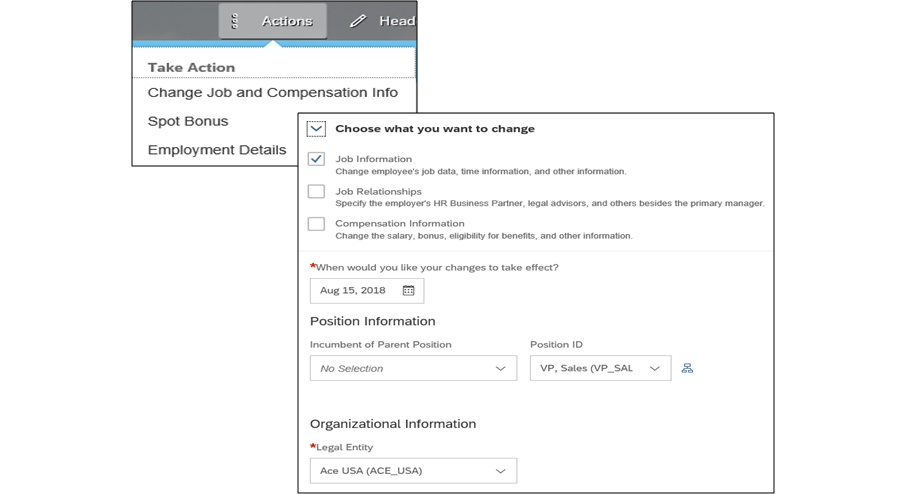 Actions Head
Take Action
Change Job and Compensation Info
Spot Bonus
Employment Details
Choose what you want to change
Job Information
Change employee's job data, time information, and other information.
Job Relationships
Specify the employer's HR Business Partner, legal advisors, and others besides the primary manager.
Compensation Information
Change the salary, bonus, eligibility for benefits, and other information.
*When would you like your changes to take effect?
Aug 15, 2018
Position Information
Incumbent of Parent Position Position ID
No Selection VP, Sales (VP_SAL
Organizational Information
*Legal Entity
Ace USA (ACE_USA)